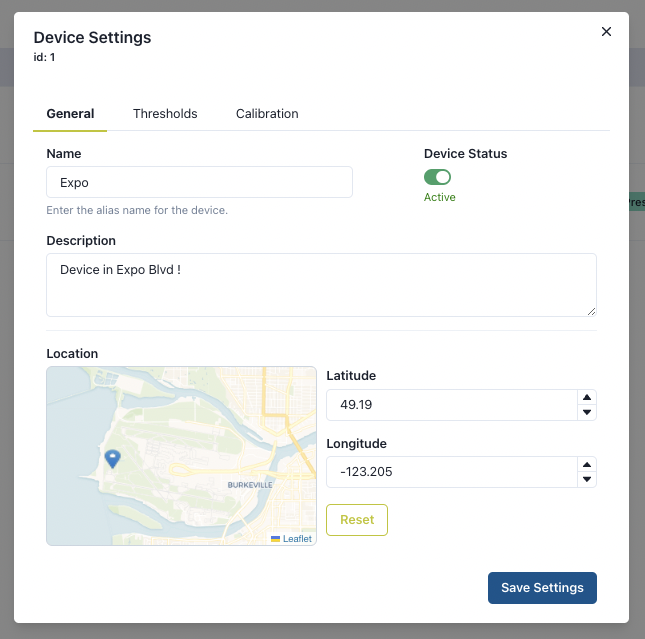 Device Settings
id: 1
General Thresholds Calibration
Name
Device Status
Expo
Active
Enter the alias name for the device.
Description
Device in Expo Blvd !
Location
Latitude
49.19
Longitude
-123.205
BURKEVILLE
Reset
Leaflet
Save Settings